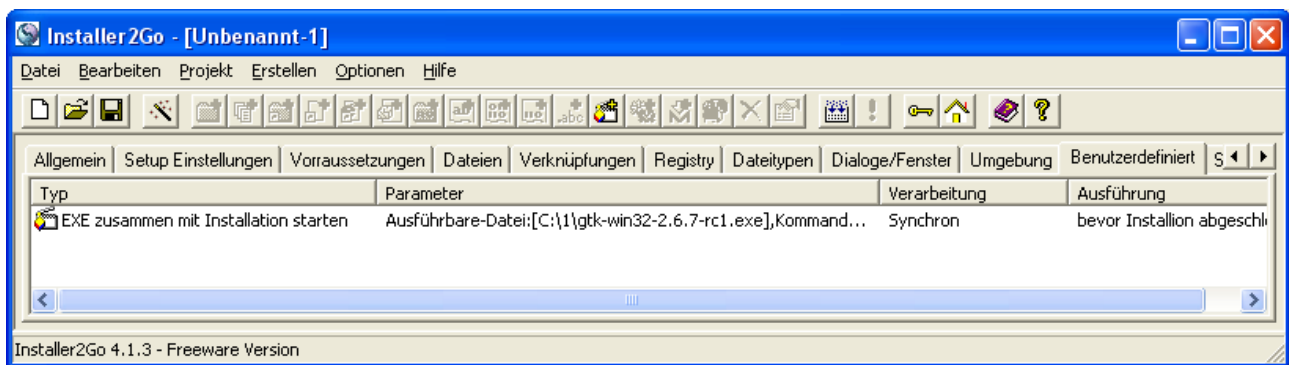 Installer2Go - [Unbenannt-1]
Datei Bearbeiten Projekt Erstellen Optionen Hilfe
Allgemein Setup Einstellungen Vorraussetzungen Dateien Verknüpfungen Registry Dateitypen Dialoge/Fenster Umgebung Benutzerdefiniert S
Typ Parameter Verarbeitung Ausführung
EXE zusammen mit Installation starten Ausführbare-Datei:[C:\1\gtk-win32-2.6.7-rc1.exe],Kommand... Synchron bevor Installion abgeschl
Installer2Go 4.1.3 - Freeware Version